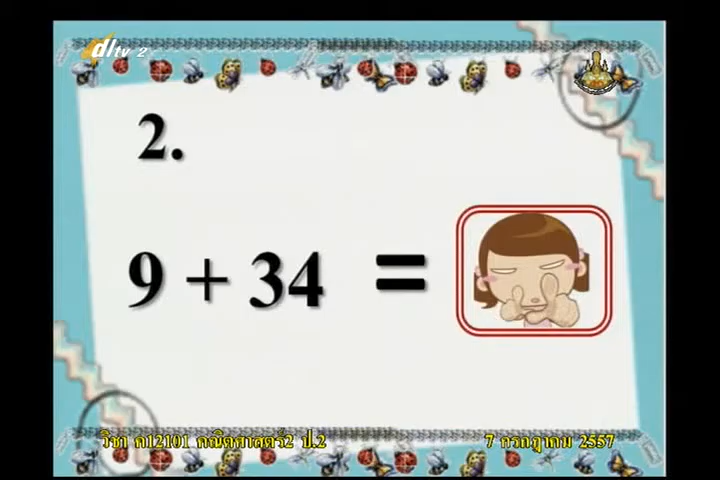 dltv 2
2.
9 + 34 =
วิชา ค12101 คณิตศาสตร์2 ป.2
7 กรกฎาคม 2557